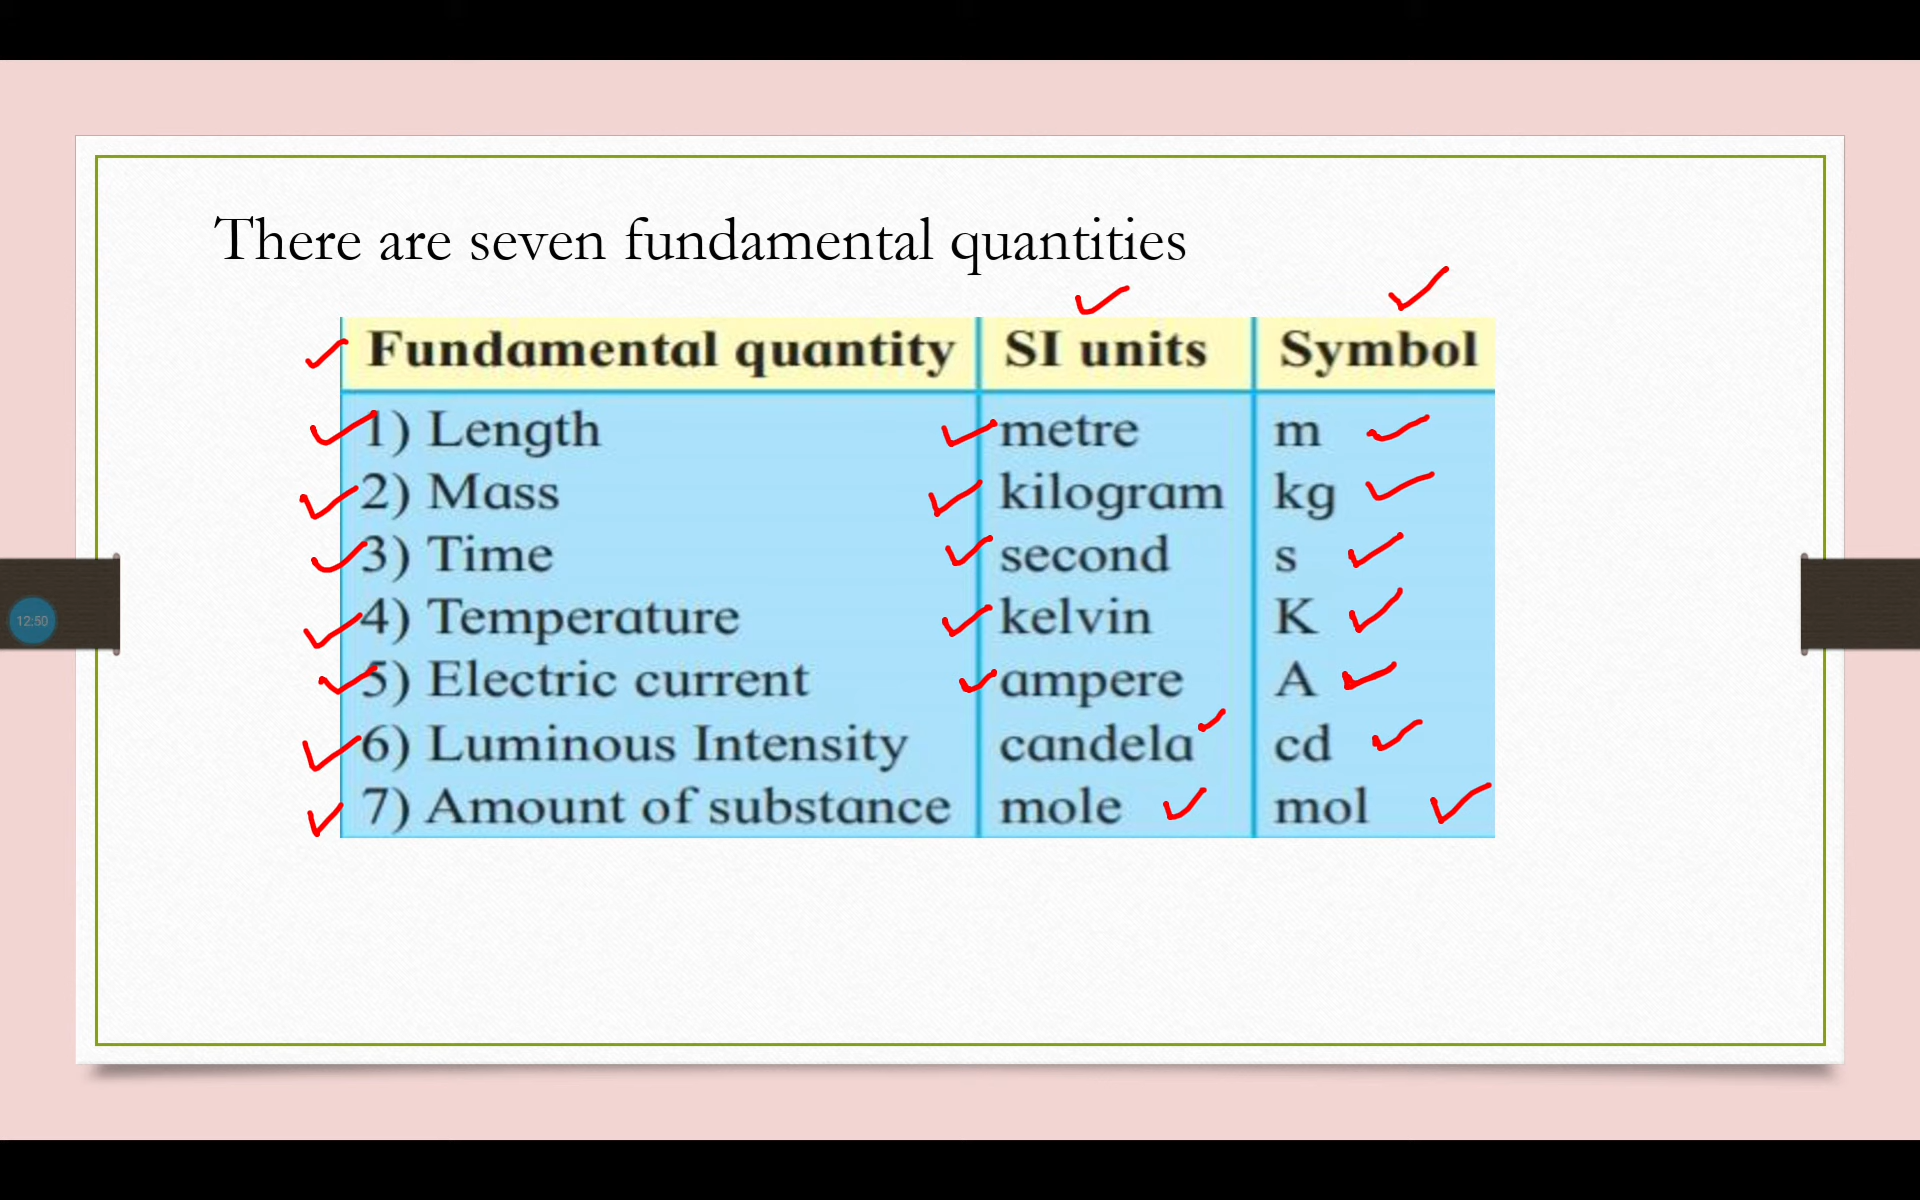 There are seven fundamental quantities
Fundamental quantity SI units Symbol
1) Length metre m
2) Mass kilogram kg
3) Time second s
4) Temperature kelvin K
5) Electric current ampere A
6) Luminous Intensity candela cd
7) Amount of substance mole mol
12:50